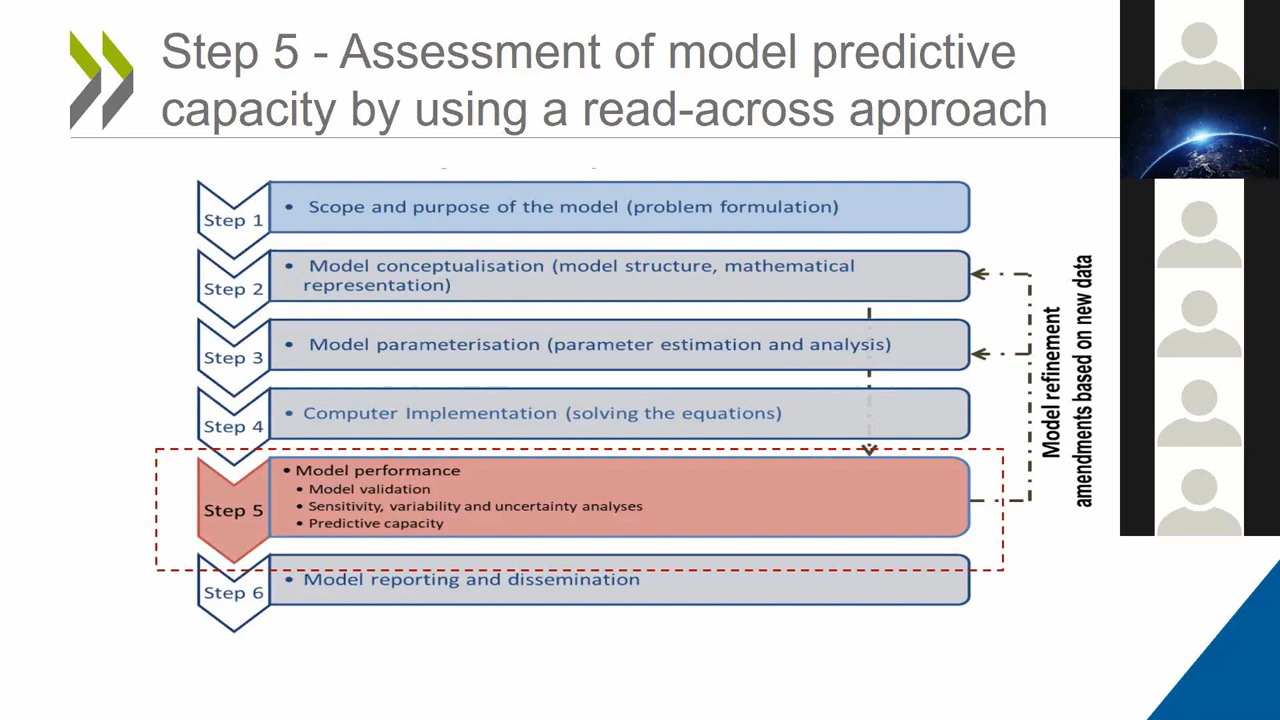 Step 5 - Assessment of model predictive
capacity by using a read-across approach
Step 1
• Scope and purpose of the model (problem formulation)
Step 2
• Model conceptualisation (model structure, mathematical
representation)
Step 3
• Model parameterisation (parameter estimation and analysis)
Step 4
• Computer Implementation (solving the equations)
Step 5
• Model performance
• Model validation
• Sensitivity, variability and uncertainty analyses
• Predictive capacity
Step 6
• Model reporting and dissemination
Model refinement
amendments based on new data